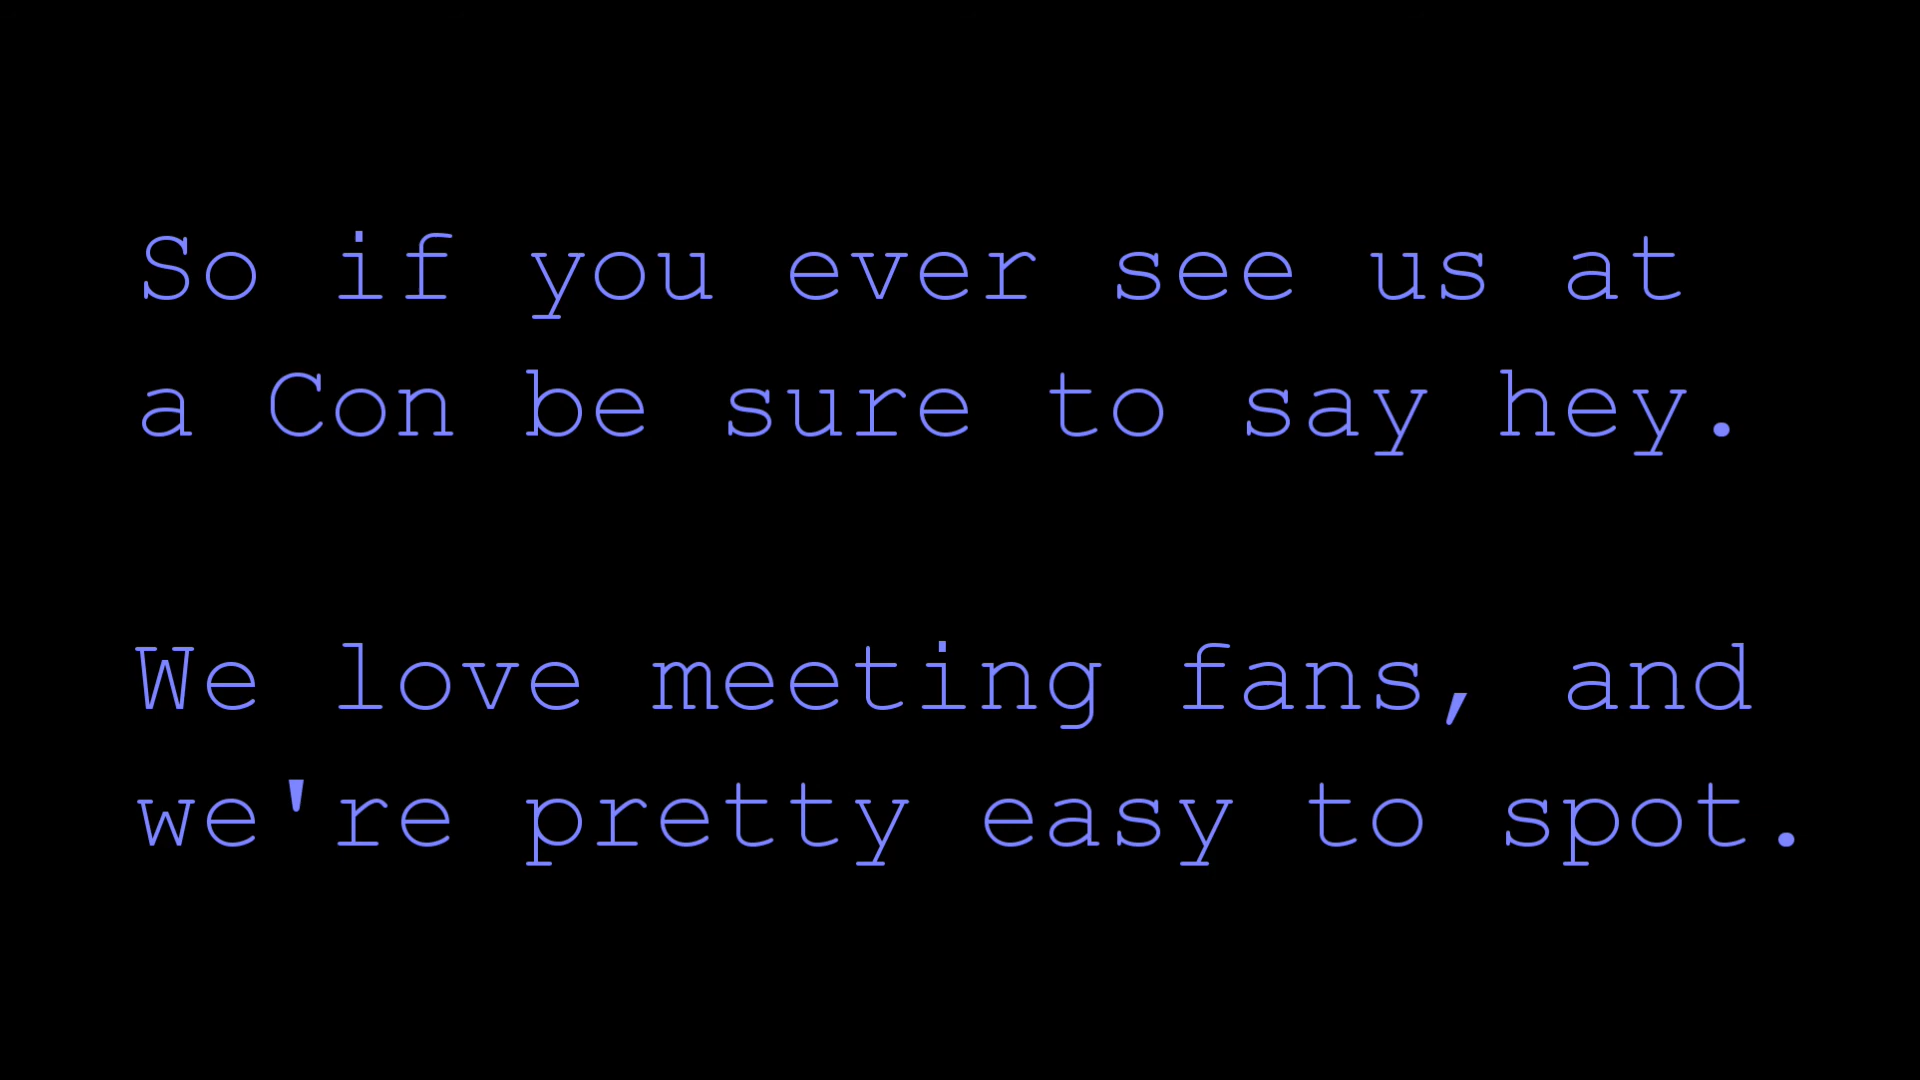 So if you ever see us at
a Con be sure to say hey.
We love meeting fans, and
we're pretty easy to spot.